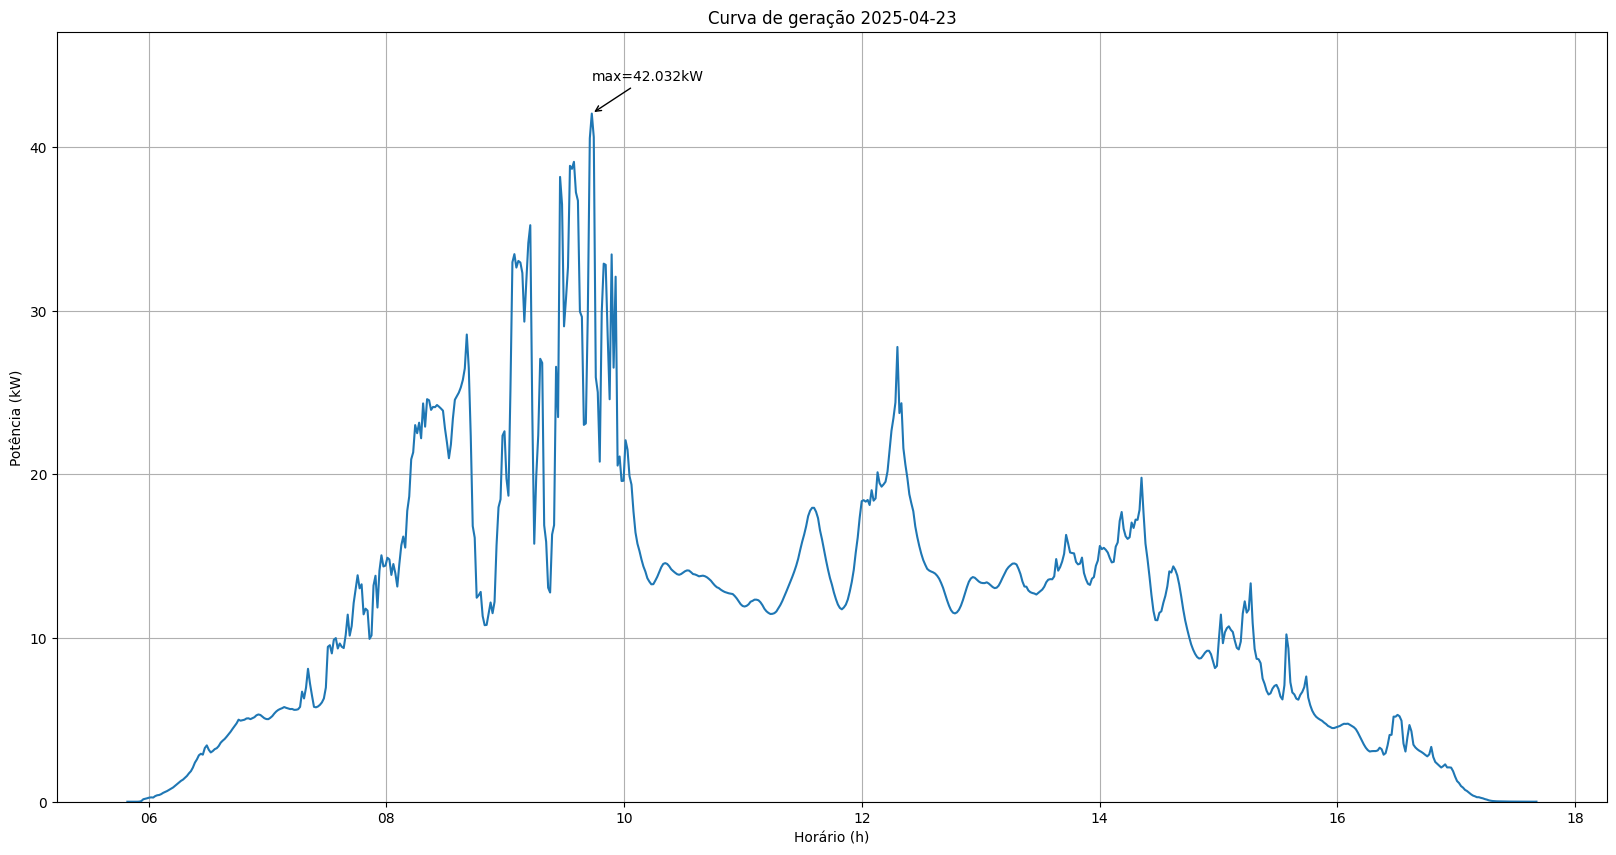 Curva de geração 2025-04-23
max=42.032kW
Potência (kW)
40
30
20
10
0
06 08 10 12 14 16 18
Horário (h)